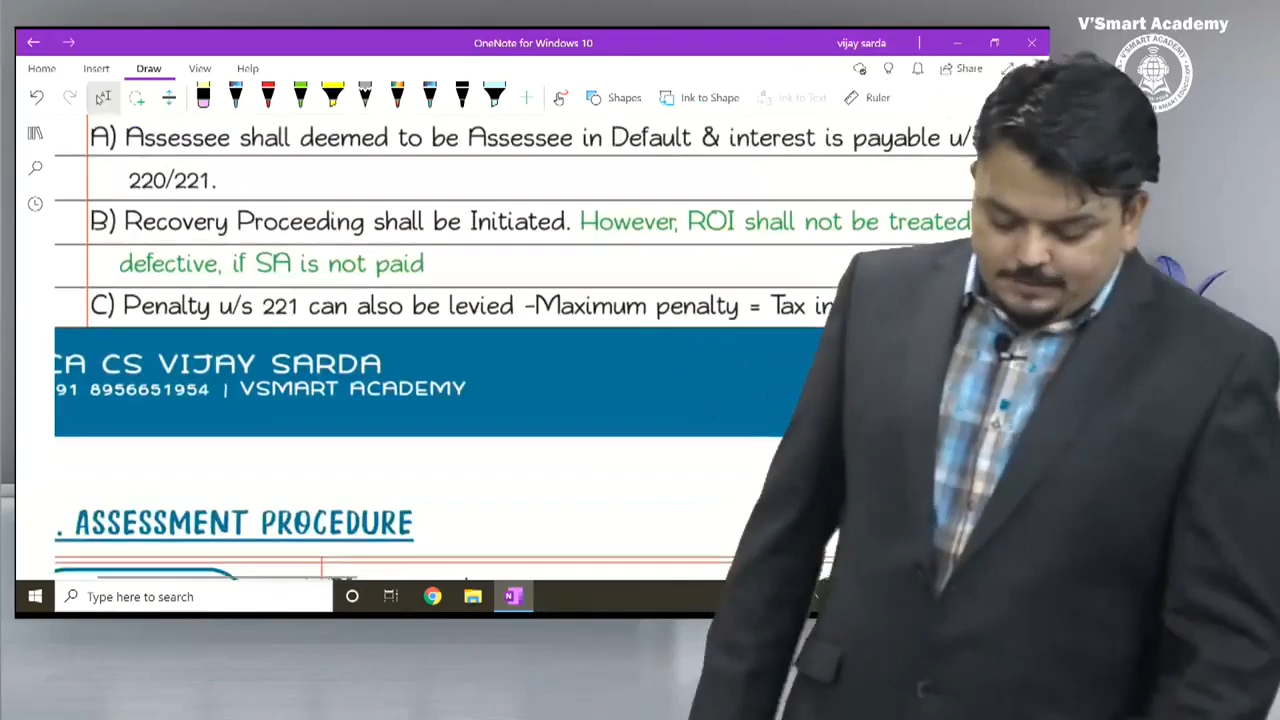 V'Smart Academy
OneNote for Windows 10
vijay sarda
Home Insert Draw View Help
Share
Shapes Ink to Shape Ink to Text Ruler
A) Assessee shall deemed to be Assessee in Default & interest is payable u/s
220/221.
B) Recovery Proceeding shall be Initiated. However, ROI shall not be treated
defective, if SA is not paid
C) Penalty u/s 221 can also be levied -Maximum penalty = Tax in
CA CS VIJAY SARDA
91 8956651954 | VSMART ACADEMY
. ASSESSMENT PROCEDURE
Type here to search